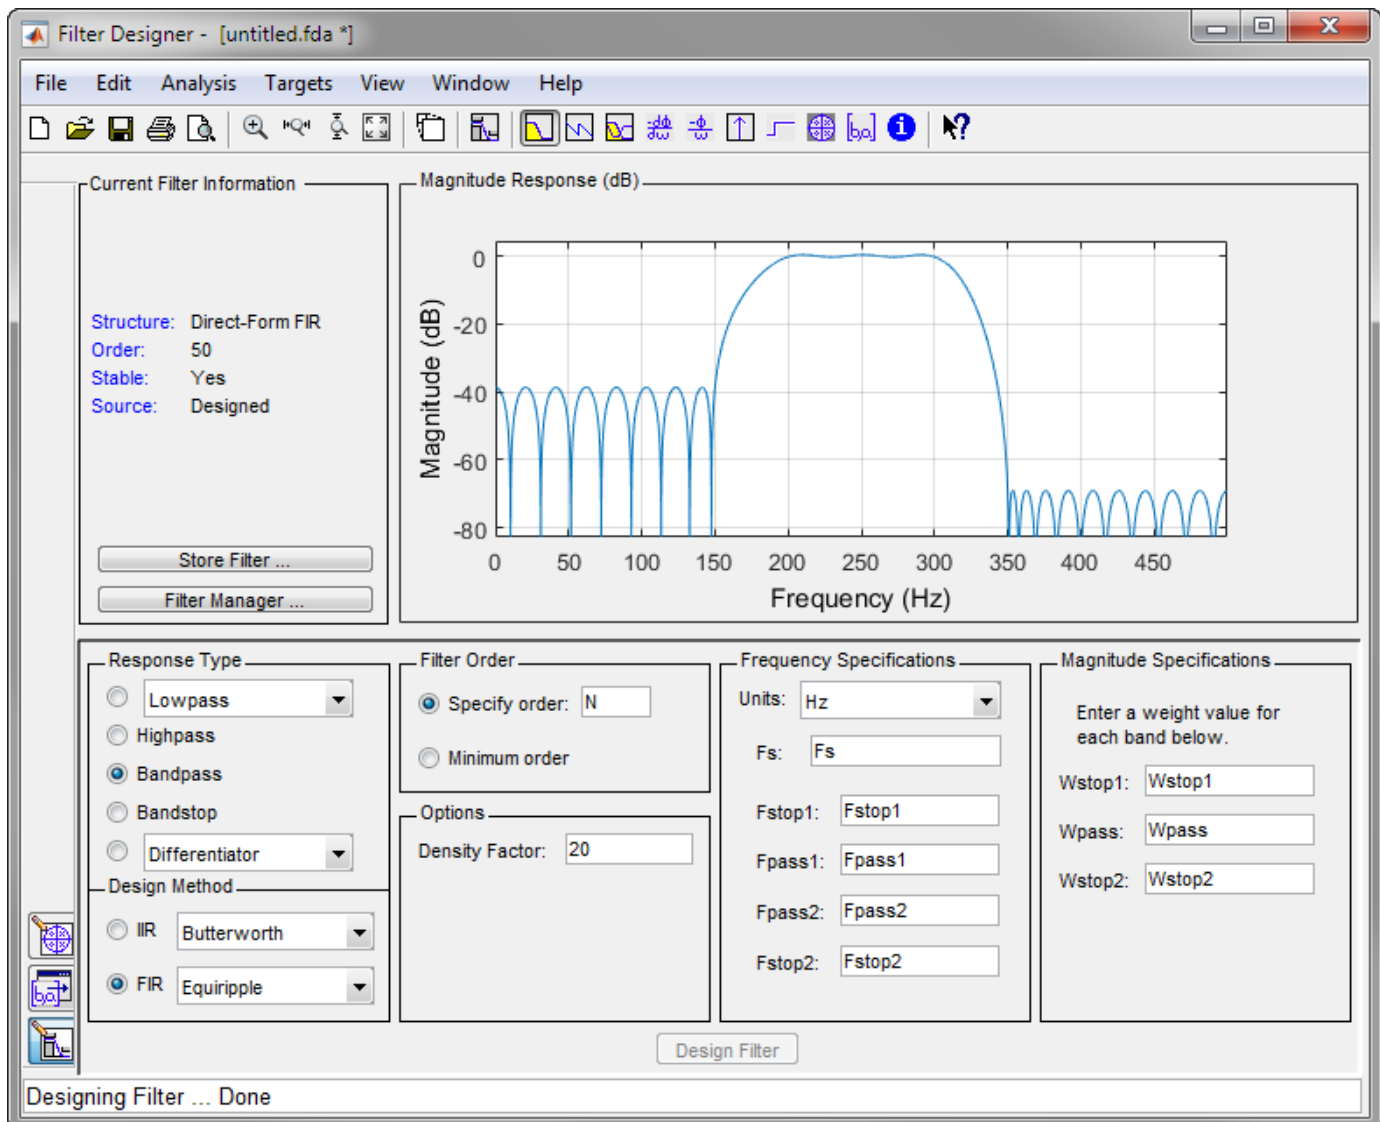 Filter Designer - [untitled.fda *]
File Edit Analysis Targets View Window Help
Current Filter Information
Structure: Direct-Form FIR
Order: 50
Stable: Yes
Source: Designed
Store Filter ...
Filter Manager ...
Magnitude Response (dB)
Magnitude (dB)
0
-20
-40
-60
-80
0 50 100 150 200 250 300 350 400 450
Frequency (Hz)
Response Type
Lowpass
Highpass
Bandpass
Bandstop
Differentiator
Design Method
IIR Butterworth
FIR Equiripple
Filter Order
Specify order: N
Minimum order
Options
Density Factor: 20
Frequency Specifications
Units: Hz
Fs: Fs
Fstop1: Fstop1
Fpass1: Fpass1
Fpass2: Fpass2
Fstop2: Fstop2
Magnitude Specifications
Enter a weight value for
each band below.
Wstop1: Wstop1
Wpass: Wpass
Wstop2: Wstop2
Design Filter
Designing Filter ... Done